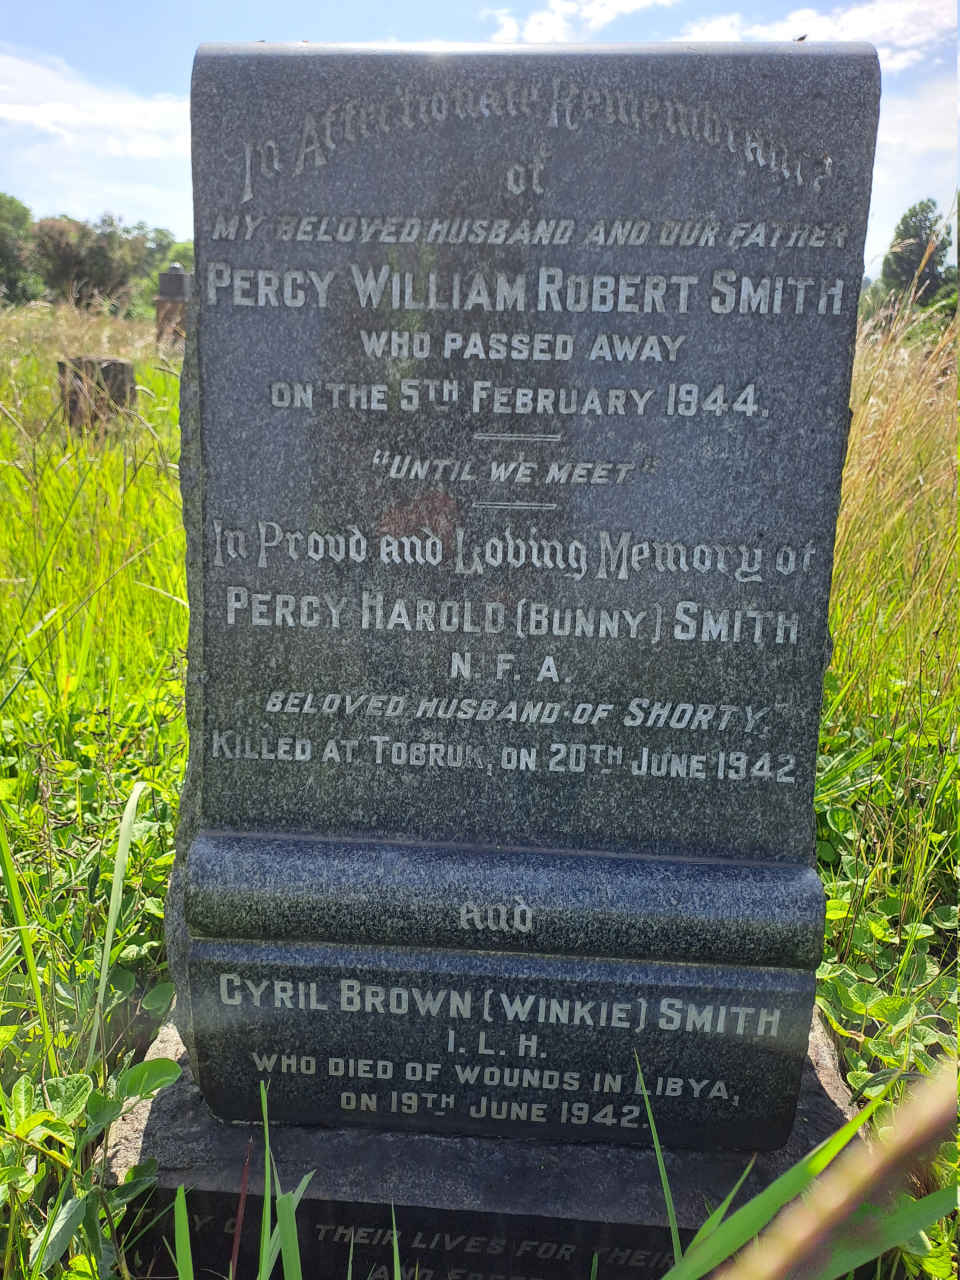 In Affectionate Remembrance
of
MY BELOVED HUSBAND AND OUR FATHER
PERCY WILLIAM ROBERT SMITH
WHO PASSED AWAY
ON THE 5TH FEBRUARY 1944.
"UNTIL WE MEET"
In Proud and Loving Memory of
PERCY HAROLD (BUNNY) SMITH
N. F. A.
BELOVED HUSBAND OF SHORTY,
KILLED AT TOBRUK, ON 20TH JUNE 1942
and
CYRIL BROWN (WINKIE) SMITH
I. L. H.
WHO DIED OF WOUNDS IN LIBYA,
ON 19TH JUNE 1942.
THEIR LIVES FOR THEIR
AND